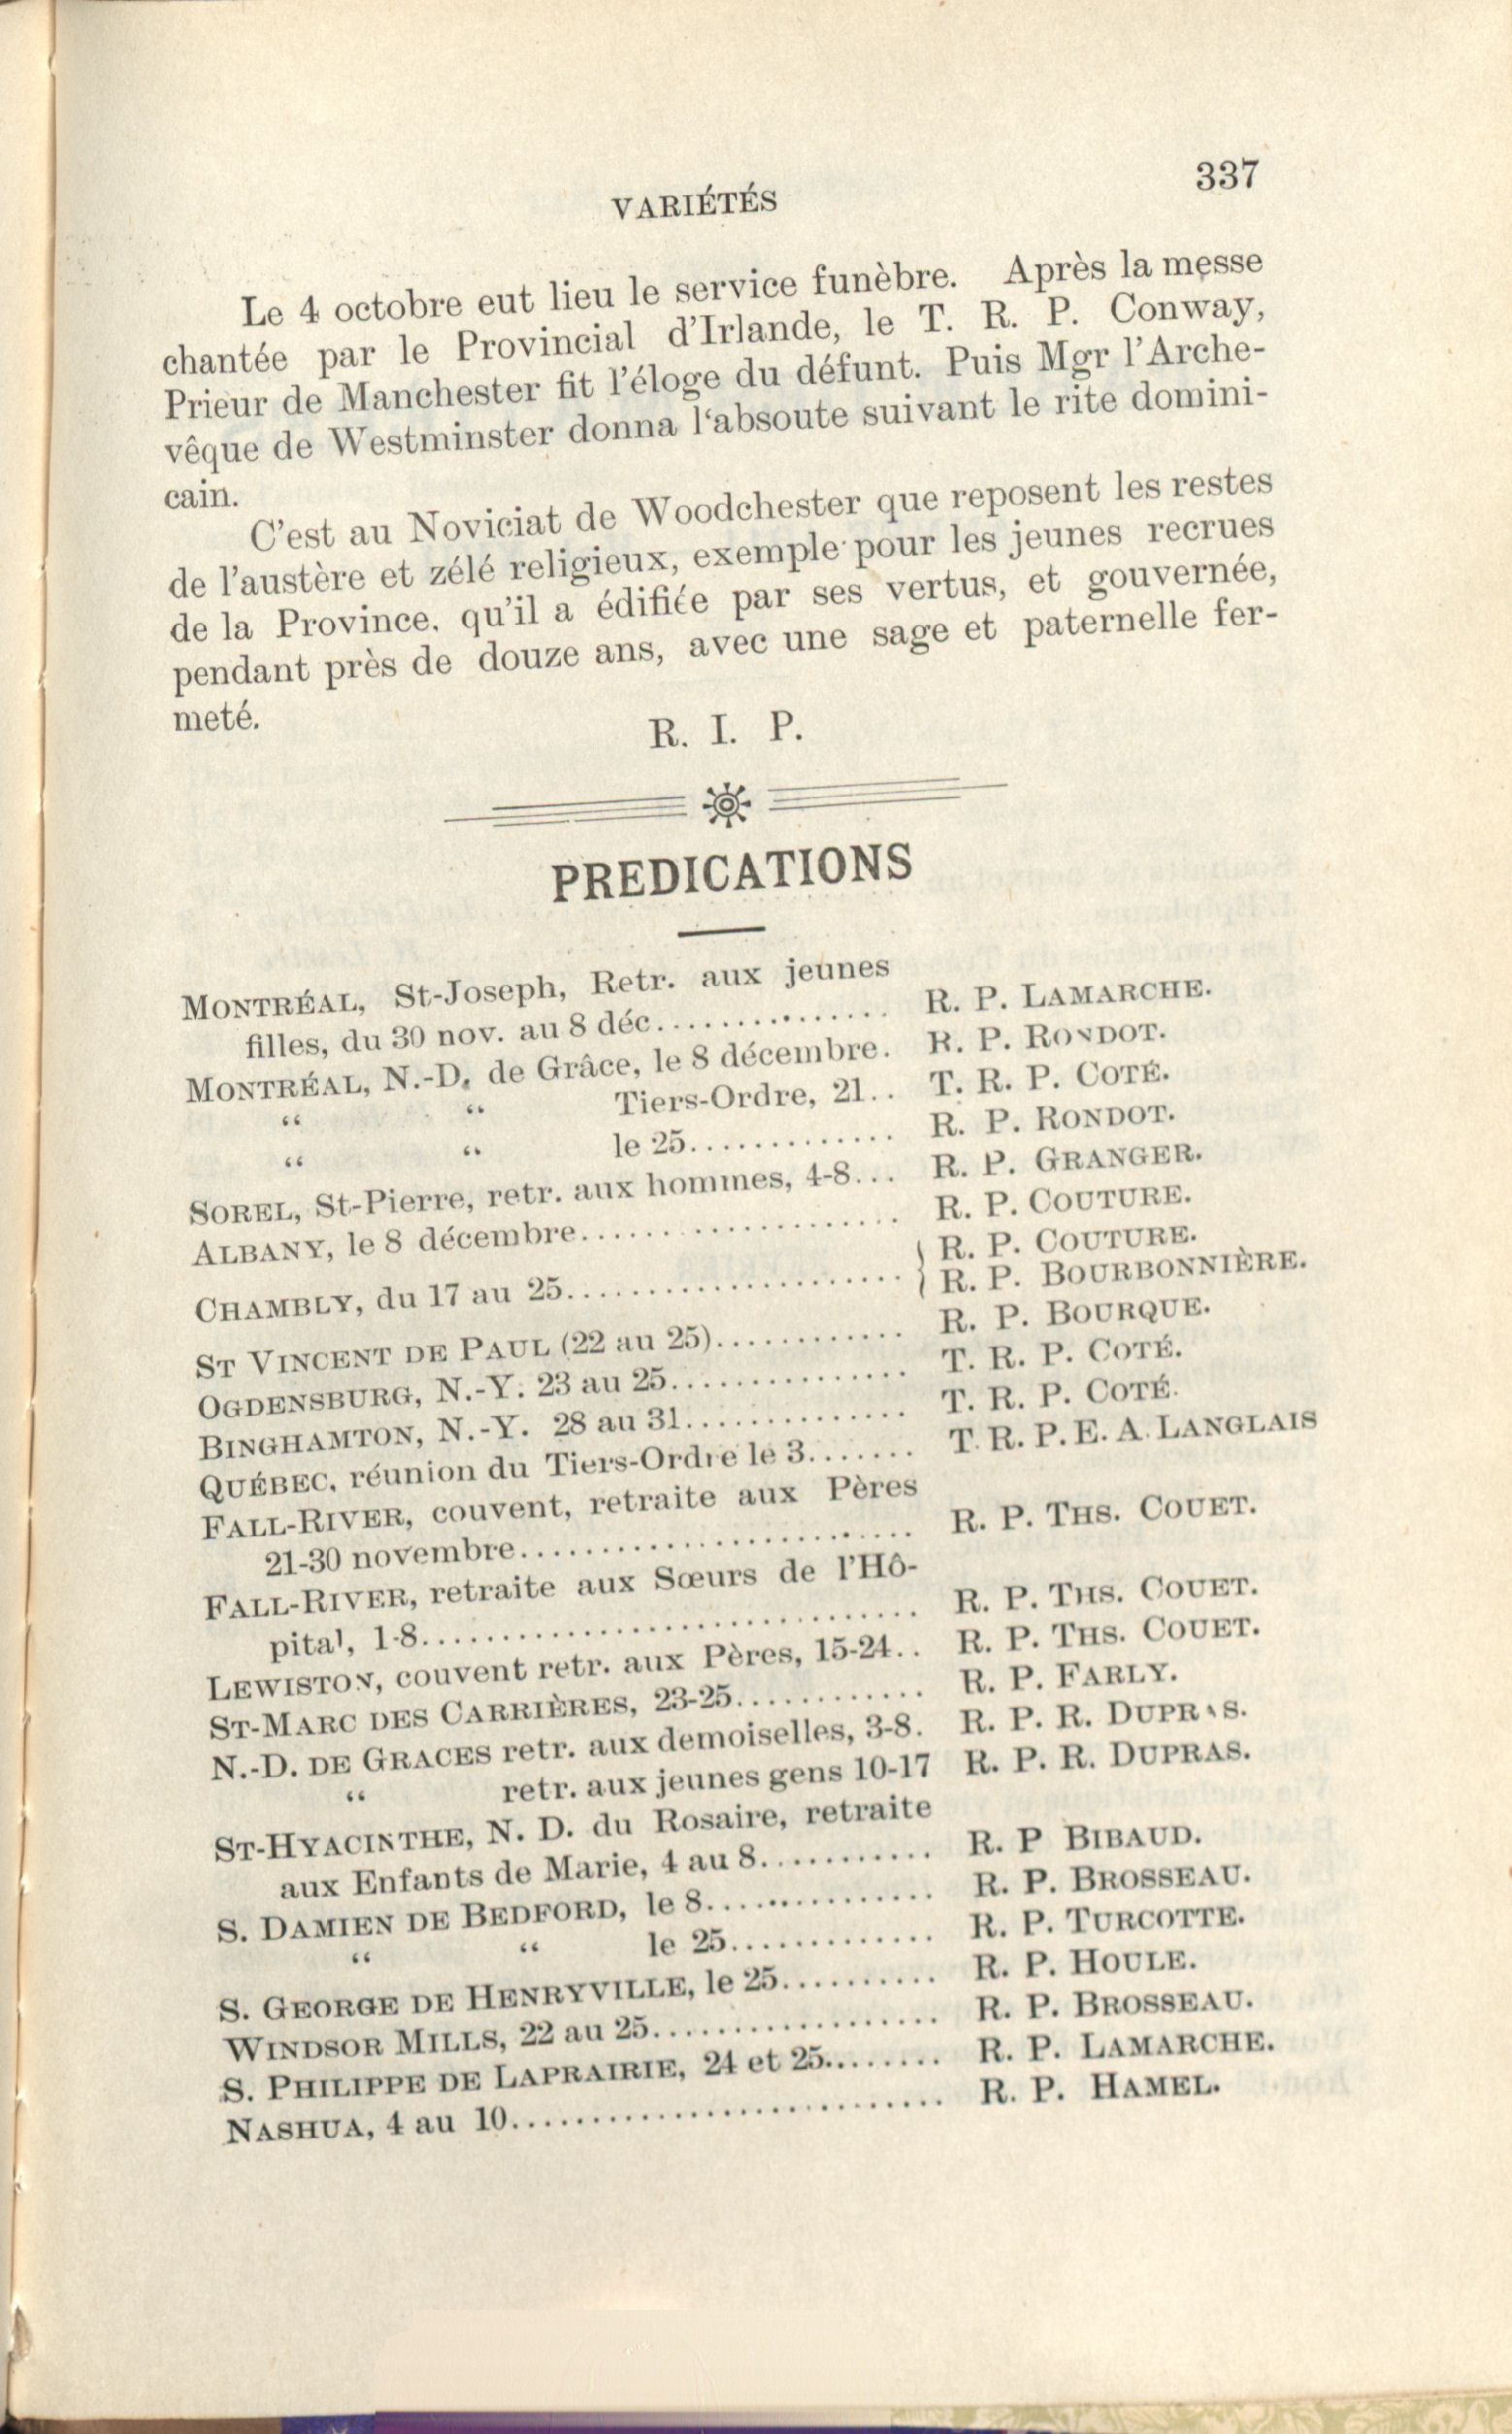 337
VARIÉTÉS
Le 4 octobre eut lieu le service funèbre. Après la messe
chantée par le Provincial d'Irlande, le T. R. P. Conway,
Prieur de Manchester fit l'éloge du défunt. Puis Mgr l'Arche-
vêque de Westminster donna l‘absoute suivant le rite domini-
cain.
C'est au Noviciat de Woodchester que reposent les restes
de l'austère et zélé religieux, exemple pour les jeunes recrues
de la Province. qu'il a édifiée par ses vertus, et gouvernée,
pendant près de douze ans, avec une sage et paternelle fer-
meté.
R. I. P.
PREDICATIONS
MONTRÉAL, St-Joseph, Retr. aux jeunes
filles, du 30 nov. au 8 déc............... R. P. LAMARCHE.
MONTRÉAL, N.-D. de Grâce, le 8 décembre. R. P. RONDOT.
“ “ Tiers-Ordre, 21.. T. R. P. COTÉ.
“ “ le 25............. R. P. RONDOT.
SOREL, St-Pierre, retr. aux hommes, 4-8... R. P. GRANGER.
ALBANY, le 8 décembre.................... R. P. COUTURE.
CHAMBLY, du 17 au 25..................... } R. P. COUTURE.
R. P. BOURBONNIÈRE.
ST VINCENT DE PAUL (22 au 25)............ R. P. BOURQUE.
OGDENSBURG, N.-Y. 23 au 25............... T. R. P. COTÉ.
BINGHAMTON, N.-Y. 28 au 31.............. T. R. P. COTÉ.
QUÉBEC, réunion du Tiers-Ordre le 3....... T. R. P. E. A. LANGLAIS
FALL-RIVER, couvent, retraite aux Pères
21-30 novembre........................ R. P. THS. COUET.
FALL-RIVER, retraite aux Sœurs de l'Hô-
pital, 1-8............................... R. P. THS. COUET.
LEWISTON, couvent retr. aux Pères, 15-24.. R. P. THS. COUET.
ST-MARC DES CARRIÈRES, 23-25............ R. P. FARLY.
N.-D. DE GRACES retr. aux demoiselles, 3-8. R. P. R. DUPRAS.
“ retr. aux jeunes gens 10-17 R. P. R. DUPRAS.
ST-HYACINTHE, N. D. du Rosaire, retraite
aux Enfants de Marie, 4 au 8........... R. P BIBAUD.
S. DAMIEN DE BEDFORD, le 8.............. R. P. BROSSEAU.
“ “ le 25............. R. P. TURCOTTE.
S. GEORGE DE HENRYVILLE, le 25.......... R. P. HOULE.
WINDSOR MILLS, 22 au 25.................. R. P. BROSSEAU.
S. PHILIPPE DE LAPRAIRIE, 24 et 25........ R. P. LAMARCHE.
NASHUA, 4 au 10........................... R. P. HAMEL.